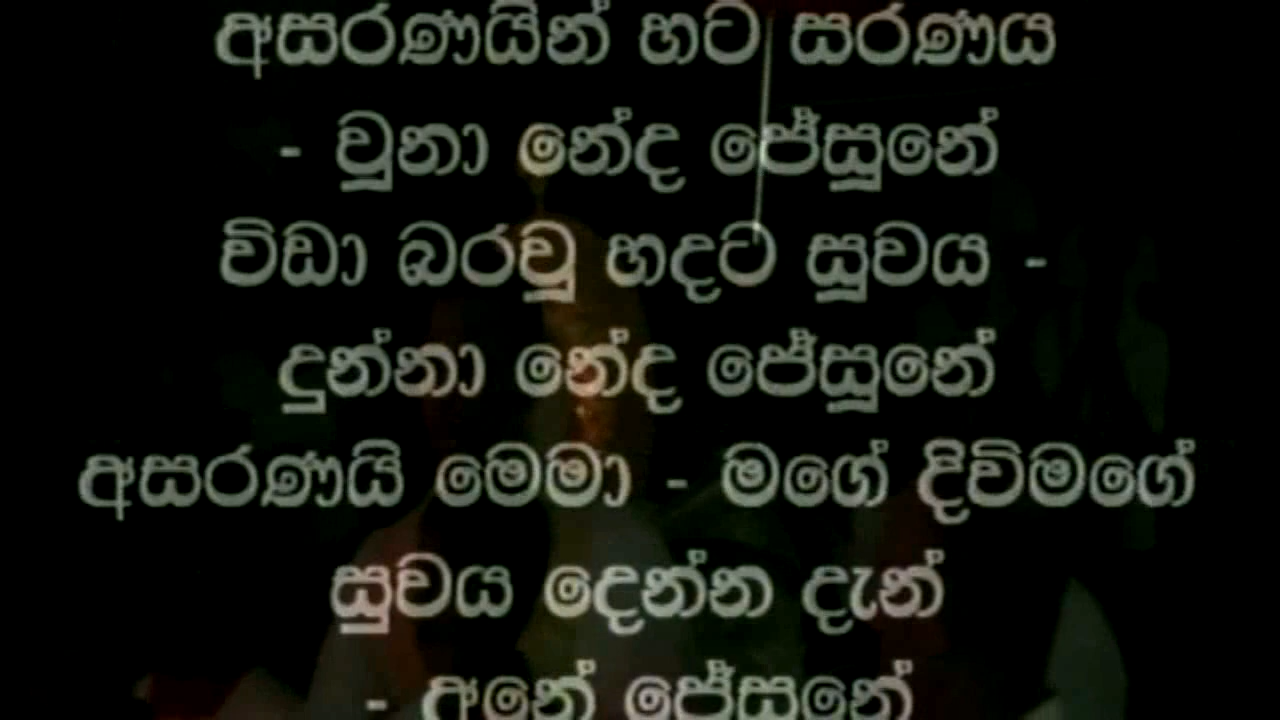 අසරණයින් හට සරණය
- වූනා නේද ජේසූනේ
විඩා බරවූ හදට සූවය -
දුන්නා නේද ජේසූනේ
අසරණයි මෙමා - මගේ දිවිමගේ
සුවය දෙන්න දැන්
- අනේ ජේසූනේ